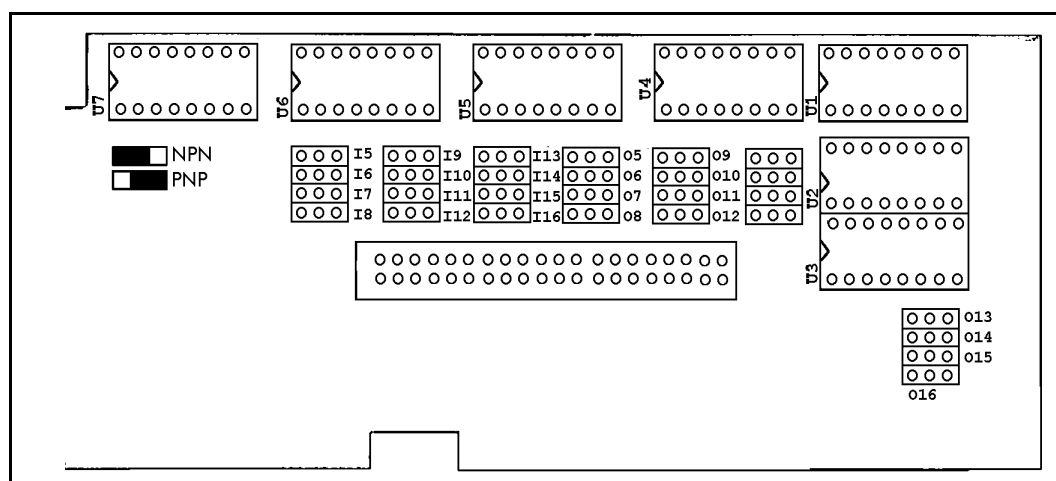 U7
U6
U5
U4
U1
NPN
PNP
I5 I9 I13 O5 O9
I6 I10 I14 O6 O10
I7 I11 I15 O7 O11
I8 I12 I16 O8 O12
U2
U3
O13
O14
O15
O16